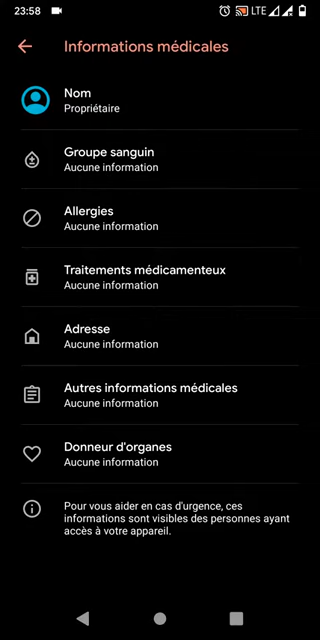 23:58
LTE
Informations médicales
Nom
Propriétaire
Groupe sanguin
Aucune information
Allergies
Aucune information
Traitements médicamenteux
Aucune information
Adresse
Aucune information
Autres informations médicales
Aucune information
Donneur d'organes
Aucune information
Pour vous aider en cas d'urgence, ces
informations sont visibles des personnes ayant
accès à votre appareil.